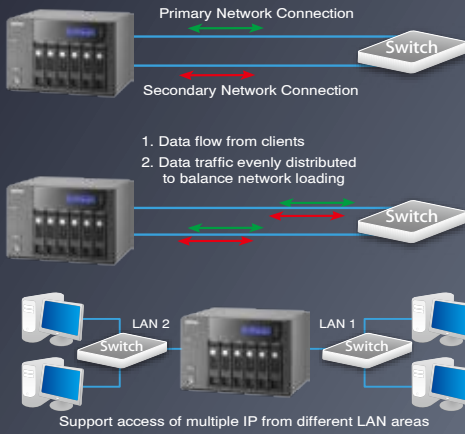 Primary Network Connection
Switch
Secondary Network Connection
1. Data flow from clients
2. Data traffic evenly distributed
to balance network loading
Switch
LAN 2
LAN 1
Switch
Switch
Support access of multiple IP from different LAN areas